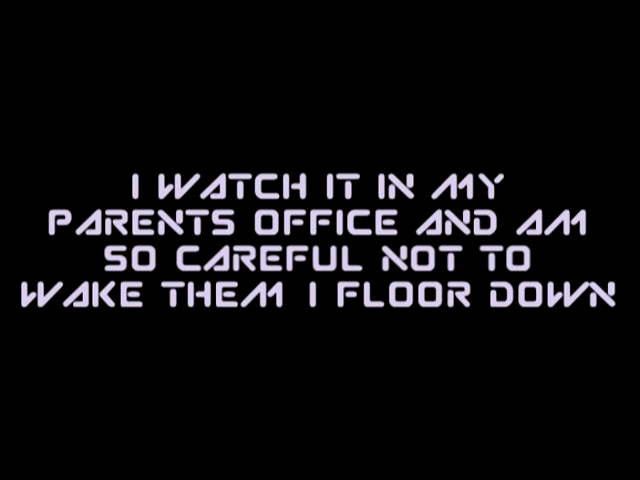 I WATCH IT IN MY
PARENTS OFFICE AND AM
SO CAREFUL NOT TO
WAKE THEM 1 FLOOR DOWN